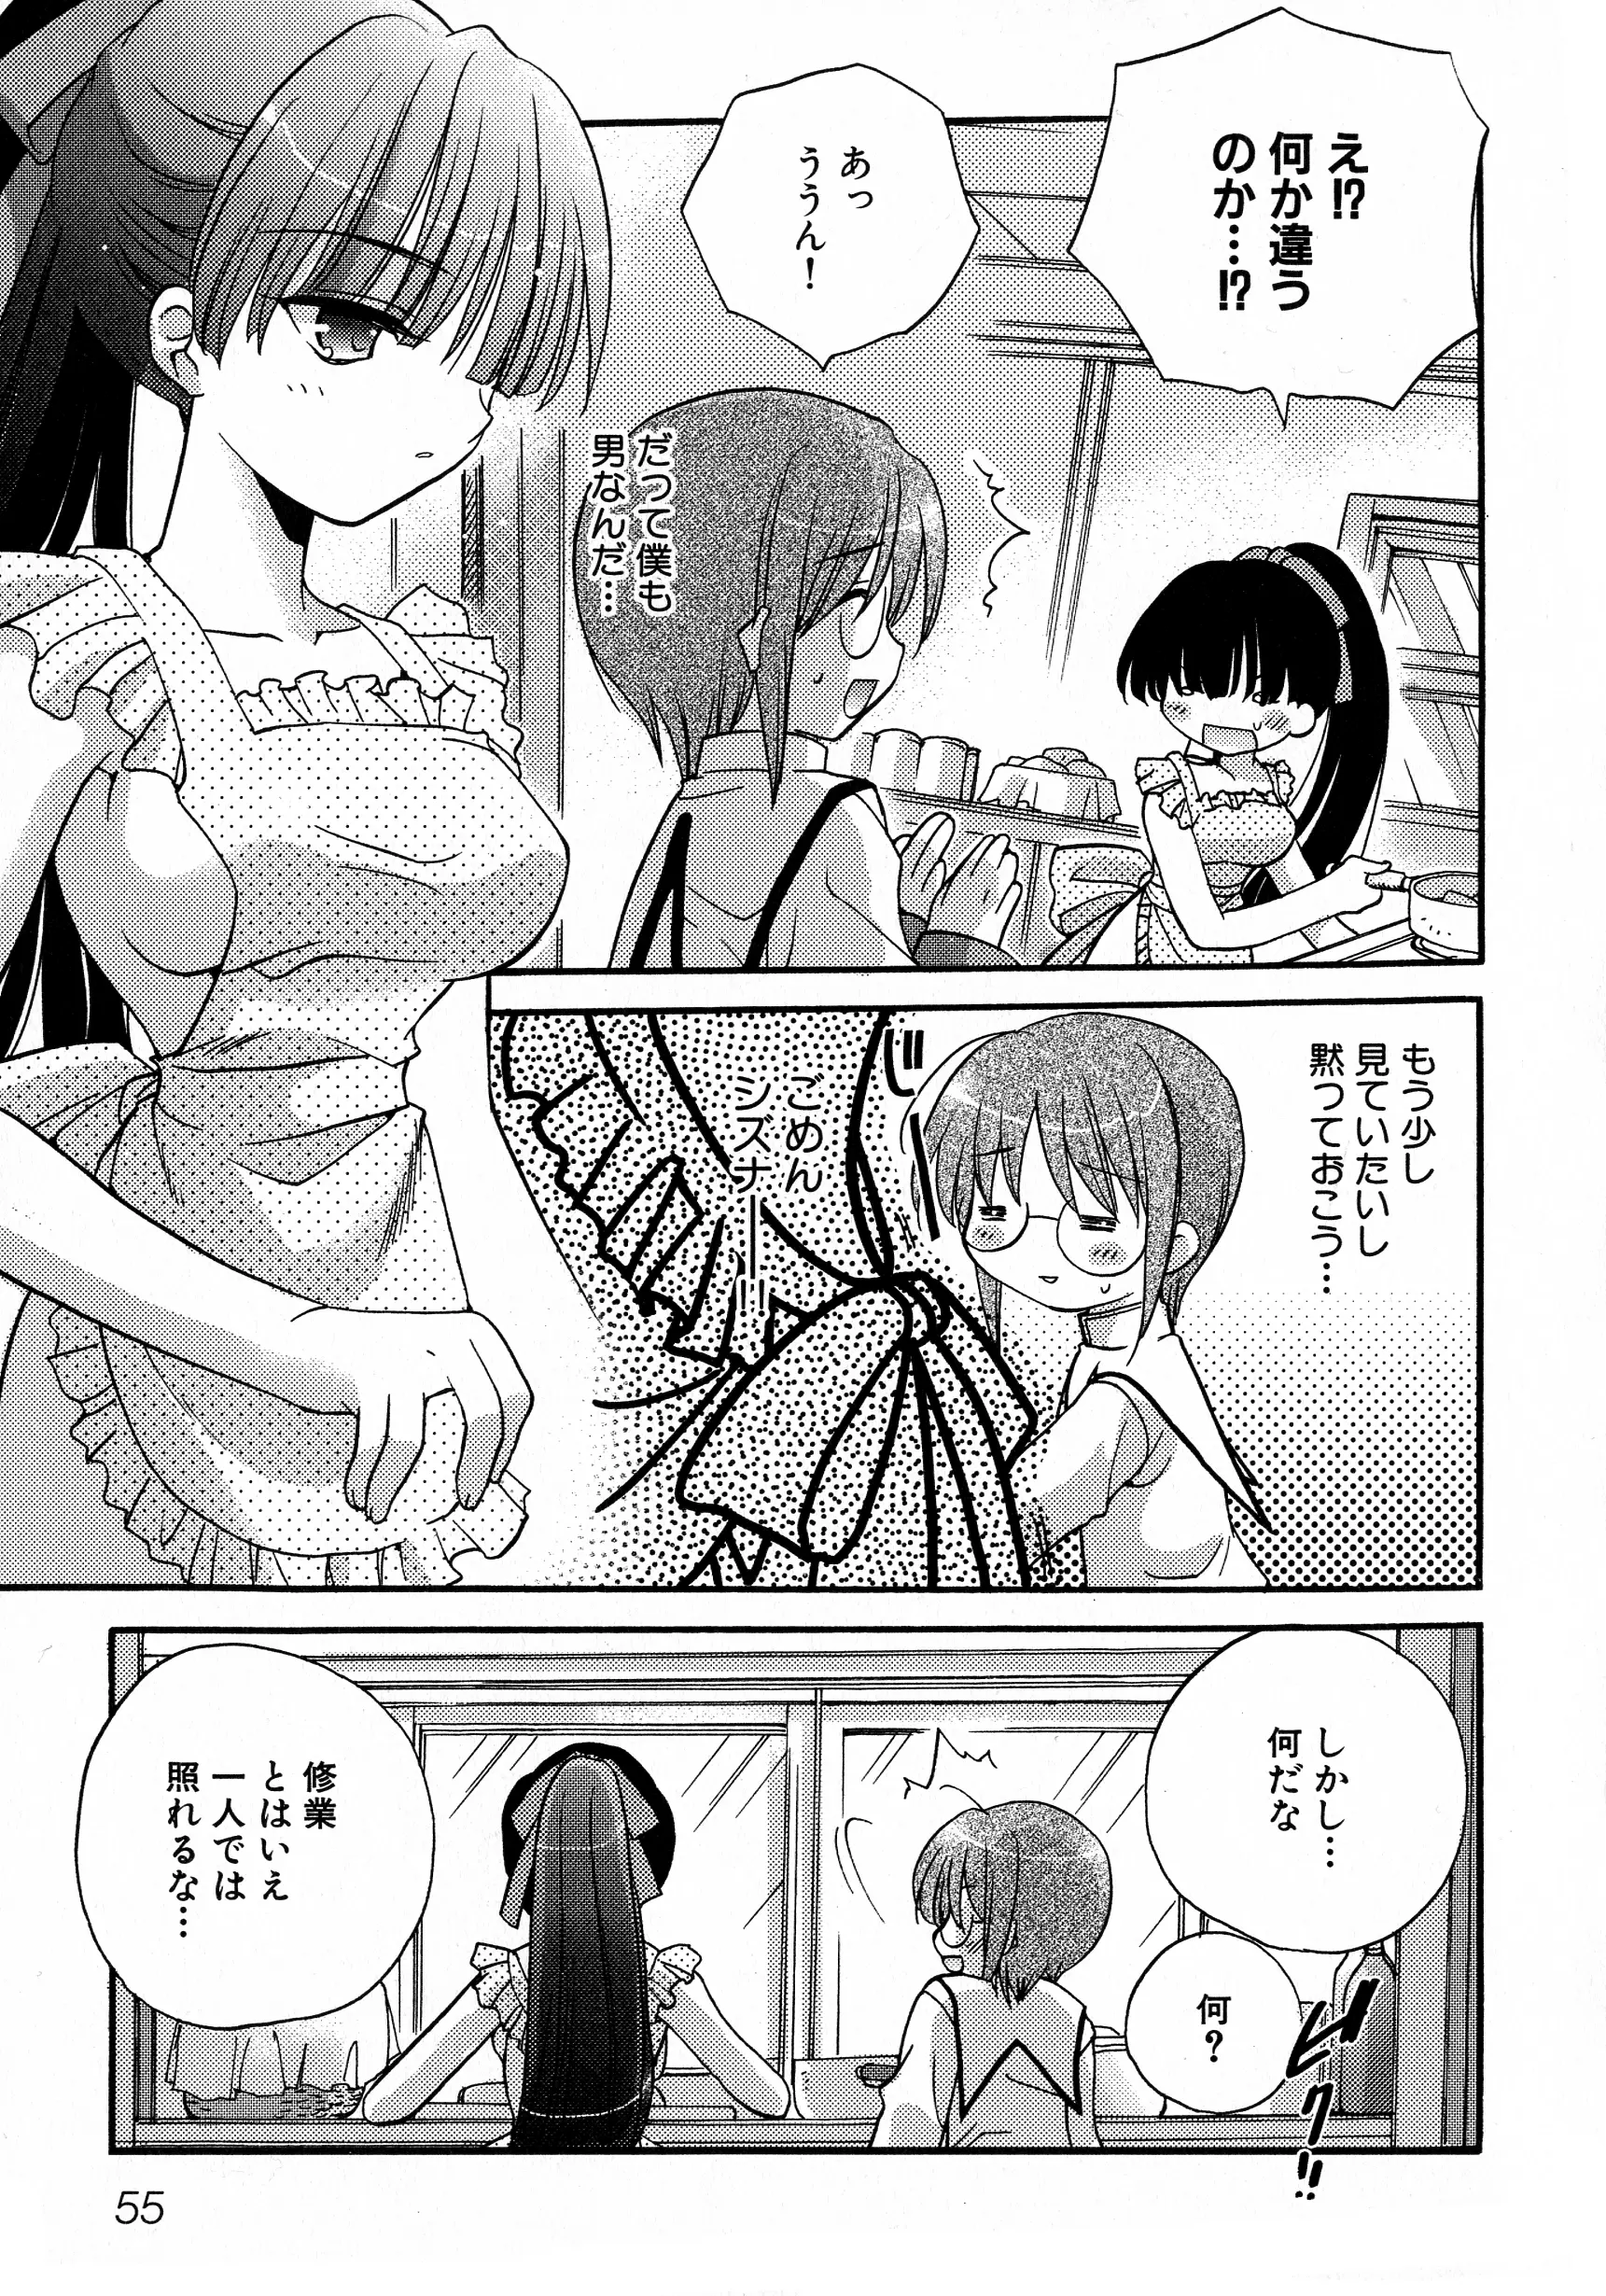 え!?
何か違う
のか…!?
あっ
ううん！
だって僕も
男なんだ…
もう少し
見ていたいし
黙っておこう…
じー
ごめん
シズナ――!!
しかし…
何だな
何？
ビクッ!!
修業
とはいえ
一人では
照れるな…
55